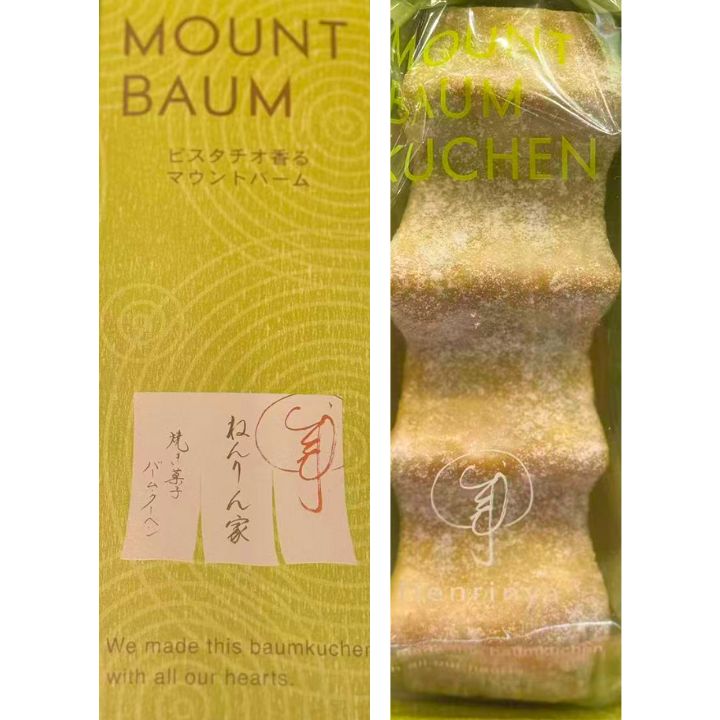 MOUNT
BAUM
ピスタチオ香る
マウントバーム
ねんりん家
焼き菓子
バームクーヘン
We made this baumkuchen
with all our hearts.
MOUNT
BAUM
KUCHEN
Nenrinya
baumkuchen